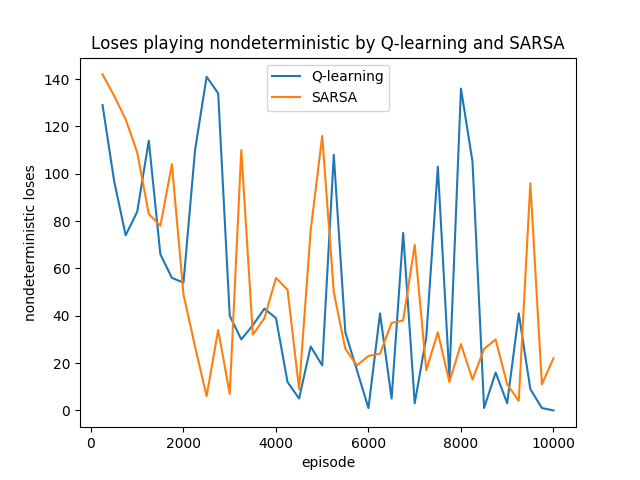 Loses playing nondeterministic by Q-learning and SARSA
Q-learning
SARSA
nondeterministic loses
140
120
100
80
60
40
20
0
0 2000 4000 6000 8000 10000
episode